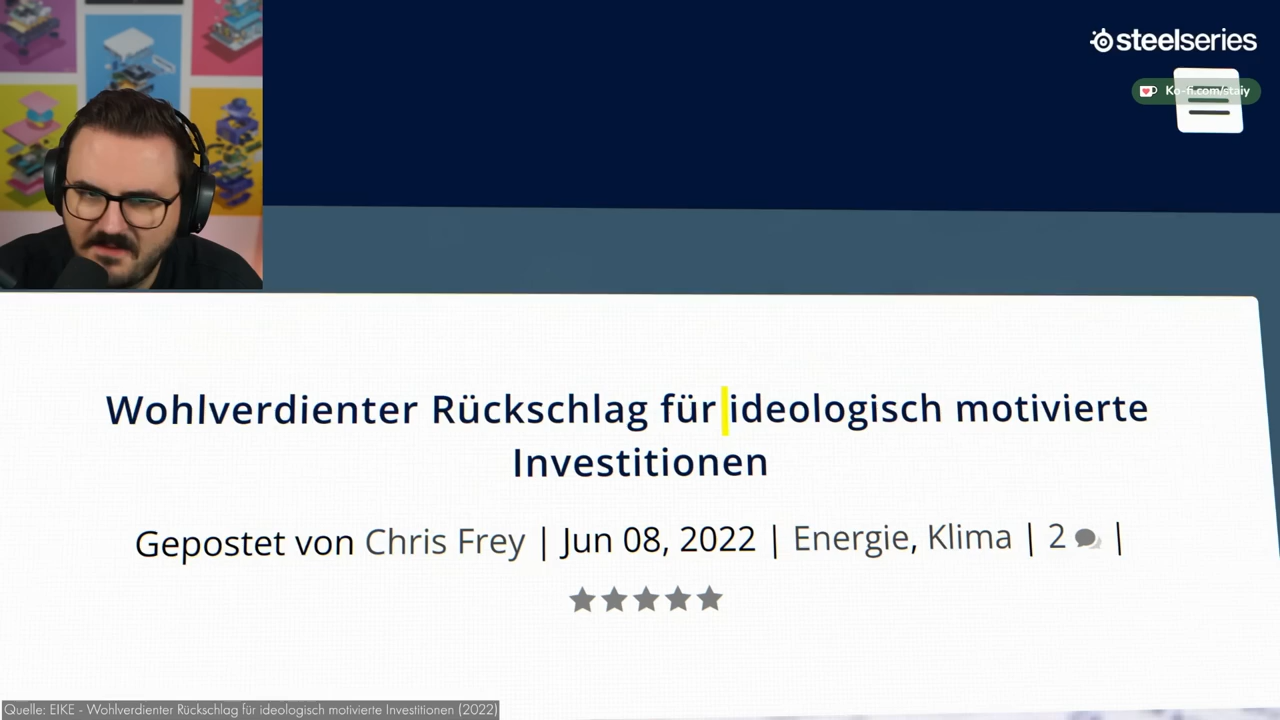 steelseries
Ko-fi.com/staiy
Wohlverdienter Rückschlag für ideologisch motivierte
Investitionen
Gepostet von Chris Frey | Jun 08, 2022 | Energie, Klima | 2 |
Quelle: EIKE - Wohlverdienter Rückschlag für ideologisch motivierte Investitionen (2022)